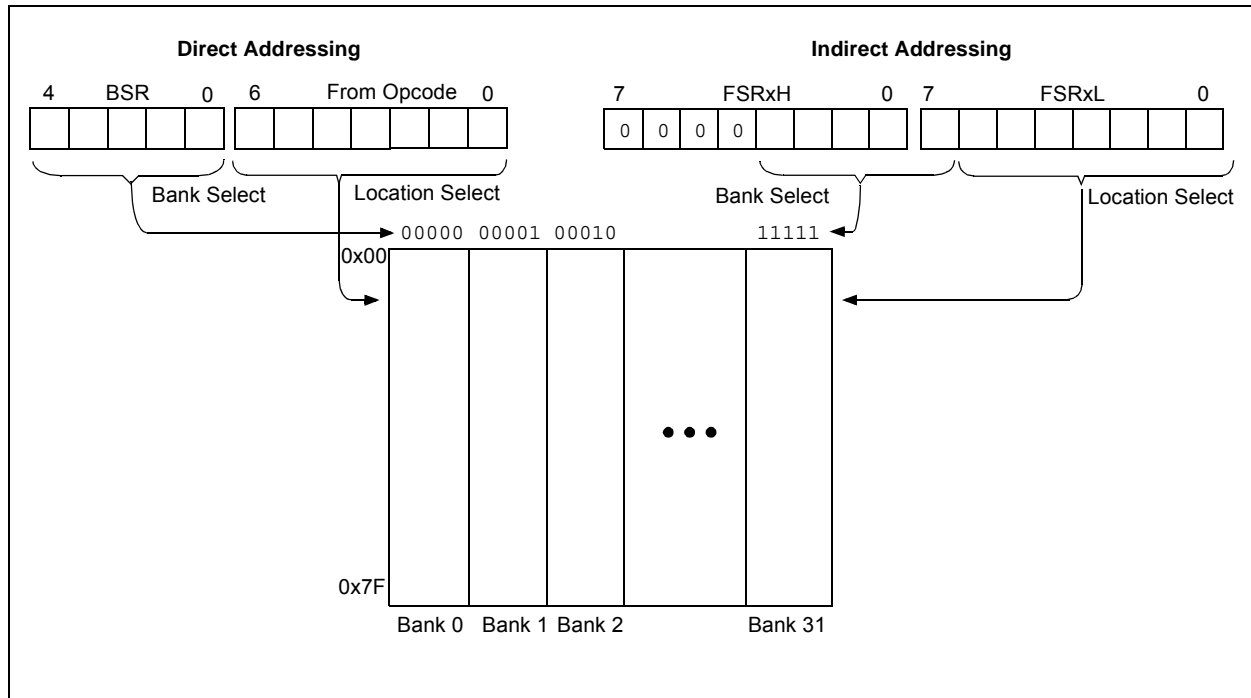 Direct Addressing
Indirect Addressing
4 BSR 0 6 From Opcode 0
7 FSRxH 0 7 FSRxL 0
0 0 0 0
Bank Select
Location Select
Bank Select
Location Select
00000 00001 00010 11111
0x00
0x7F
Bank 0 Bank 1 Bank 2 Bank 31